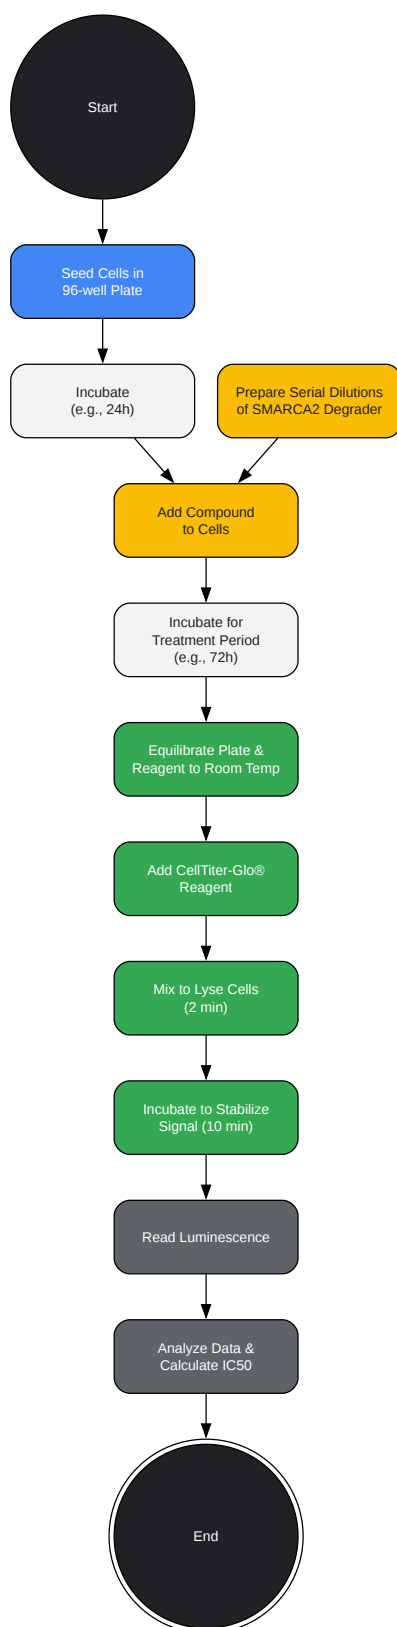 Start
Seed Cells in
96-well Plate
Incubate
(e.g., 24h)
Prepare Serial Dilutions
of SMARCA2 Degrader
Add Compound
to Cells
Incubate for
Treatment Period
(e.g., 72h)
Equilibrate Plate &
Reagent to Room Temp
Add CellTiter-Glo®
Reagent
Mix to Lyse Cells
(2 min)
Incubate to Stabilize
Signal (10 min)
Read Luminescence
Analyze Data &
Calculate IC50
End